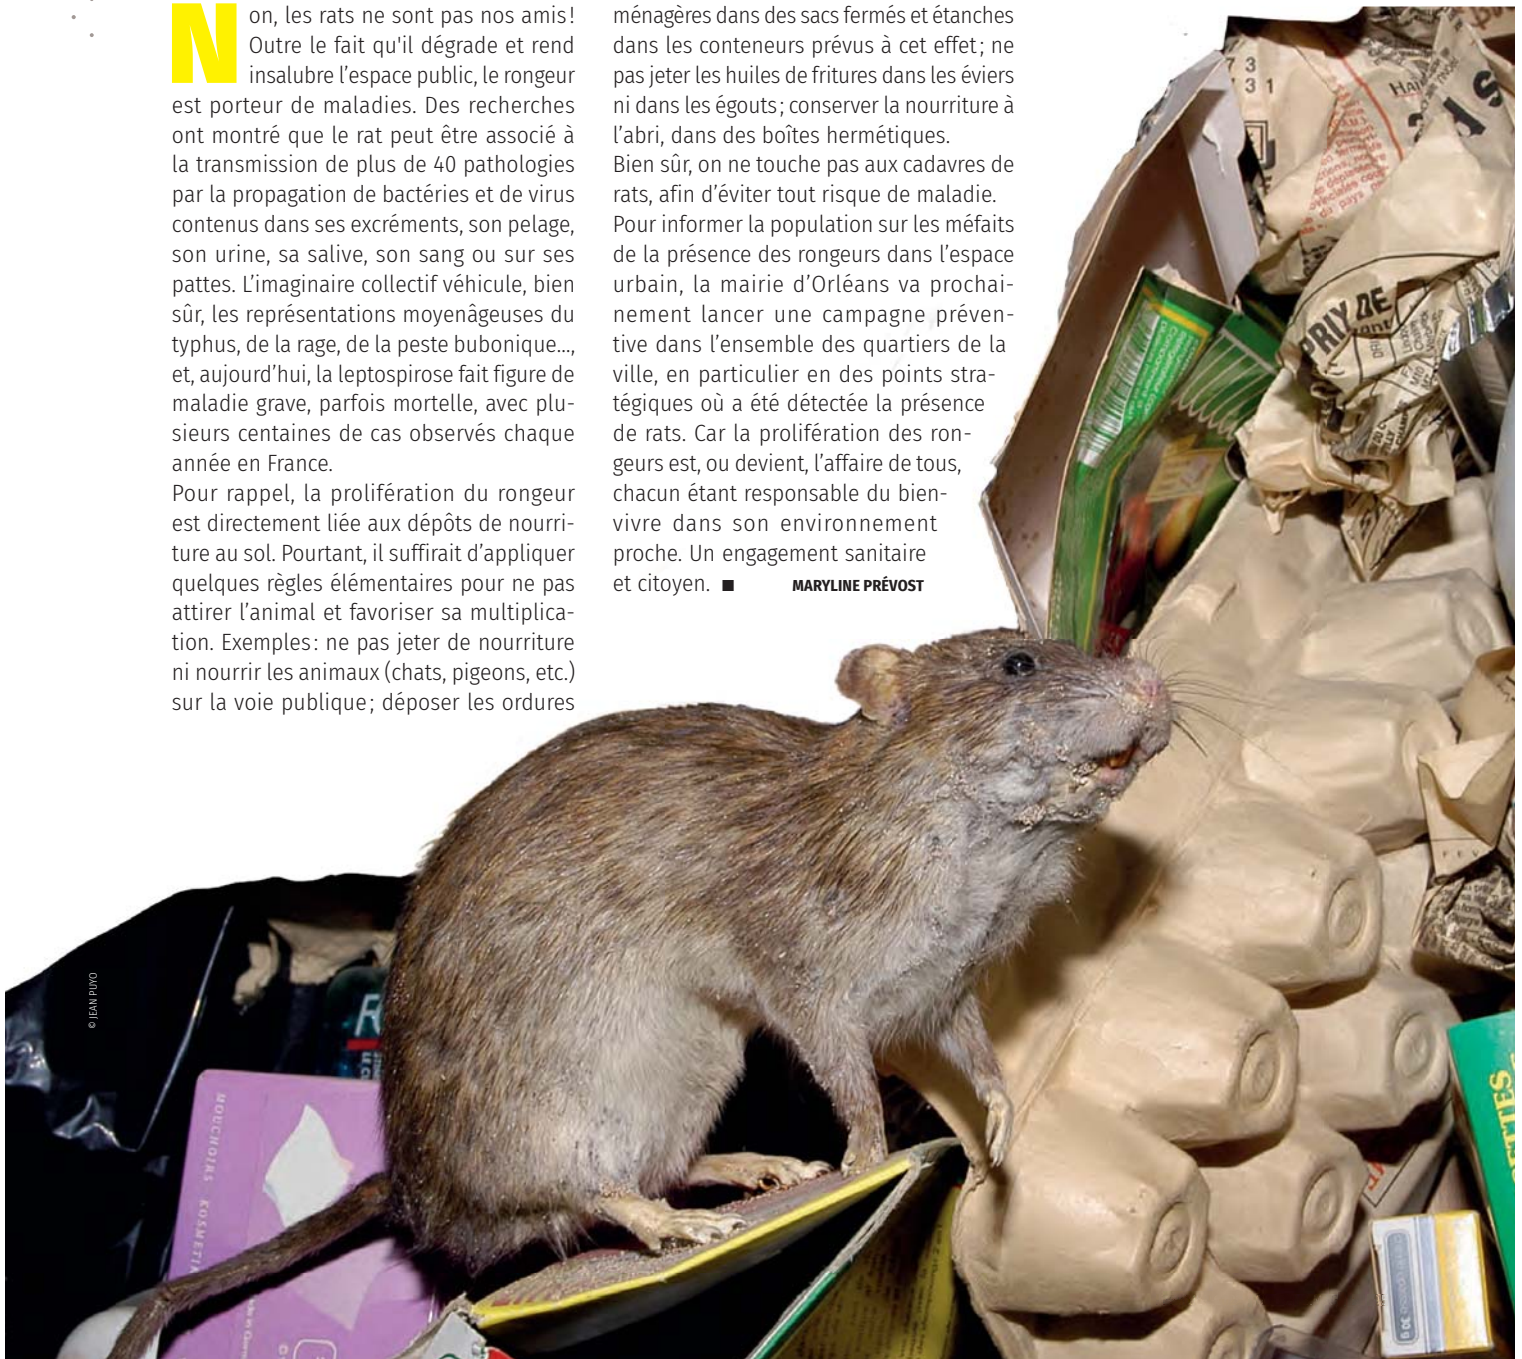 Non, les rats ne sont pas nos amis !
Outre le fait qu'il dégrade et rend
insalubre l’espace public, le rongeur
est porteur de maladies. Des recherches
ont montré que le rat peut être associé à
la transmission de plus de 40 pathologies
par la propagation de bactéries et de virus
contenus dans ses excréments, son pelage,
son urine, sa salive, son sang ou sur ses
pattes. L’imaginaire collectif véhicule, bien
sûr, les représentations moyenâgeuses du
typhus, de la rage, de la peste bubonique…,
et, aujourd’hui, la leptospirose fait figure de
maladie grave, parfois mortelle, avec plu-
sieurs centaines de cas observés chaque
année en France.
Pour rappel, la prolifération du rongeur
est directement liée aux dépôts de nourri-
ture au sol. Pourtant, il suffirait d’appliquer
quelques règles élémentaires pour ne pas
attirer l’animal et favoriser sa multiplica-
tion. Exemples : ne pas jeter de nourriture
ni nourrir les animaux (chats, pigeons, etc.)
sur la voie publique ; déposer les ordures
ménagères dans des sacs fermés et étanches
dans les conteneurs prévus à cet effet ; ne
pas jeter les huiles de fritures dans les éviers
ni dans les égouts ; conserver la nourriture à
l’abri, dans des boîtes hermétiques.
Bien sûr, on ne touche pas aux cadavres de
rats, afin d’éviter tout risque de maladie.
Pour informer la population sur les méfaits
de la présence des rongeurs dans l’espace
urbain, la mairie d’Orléans va prochai-
nement lancer une campagne préven-
tive dans l’ensemble des quartiers de la
ville, en particulier en des points stra-
tégiques où a été détectée la présence
de rats. Car la prolifération des ron-
geurs est, ou devient, l’affaire de tous,
chacun étant responsable du bien-
vivre dans son environnement
proche. Un engagement sanitaire
et citoyen. ■ MARYLINE PRÉVOST
© JEAN PUYO
MOUCHOIRS
PRIX DE